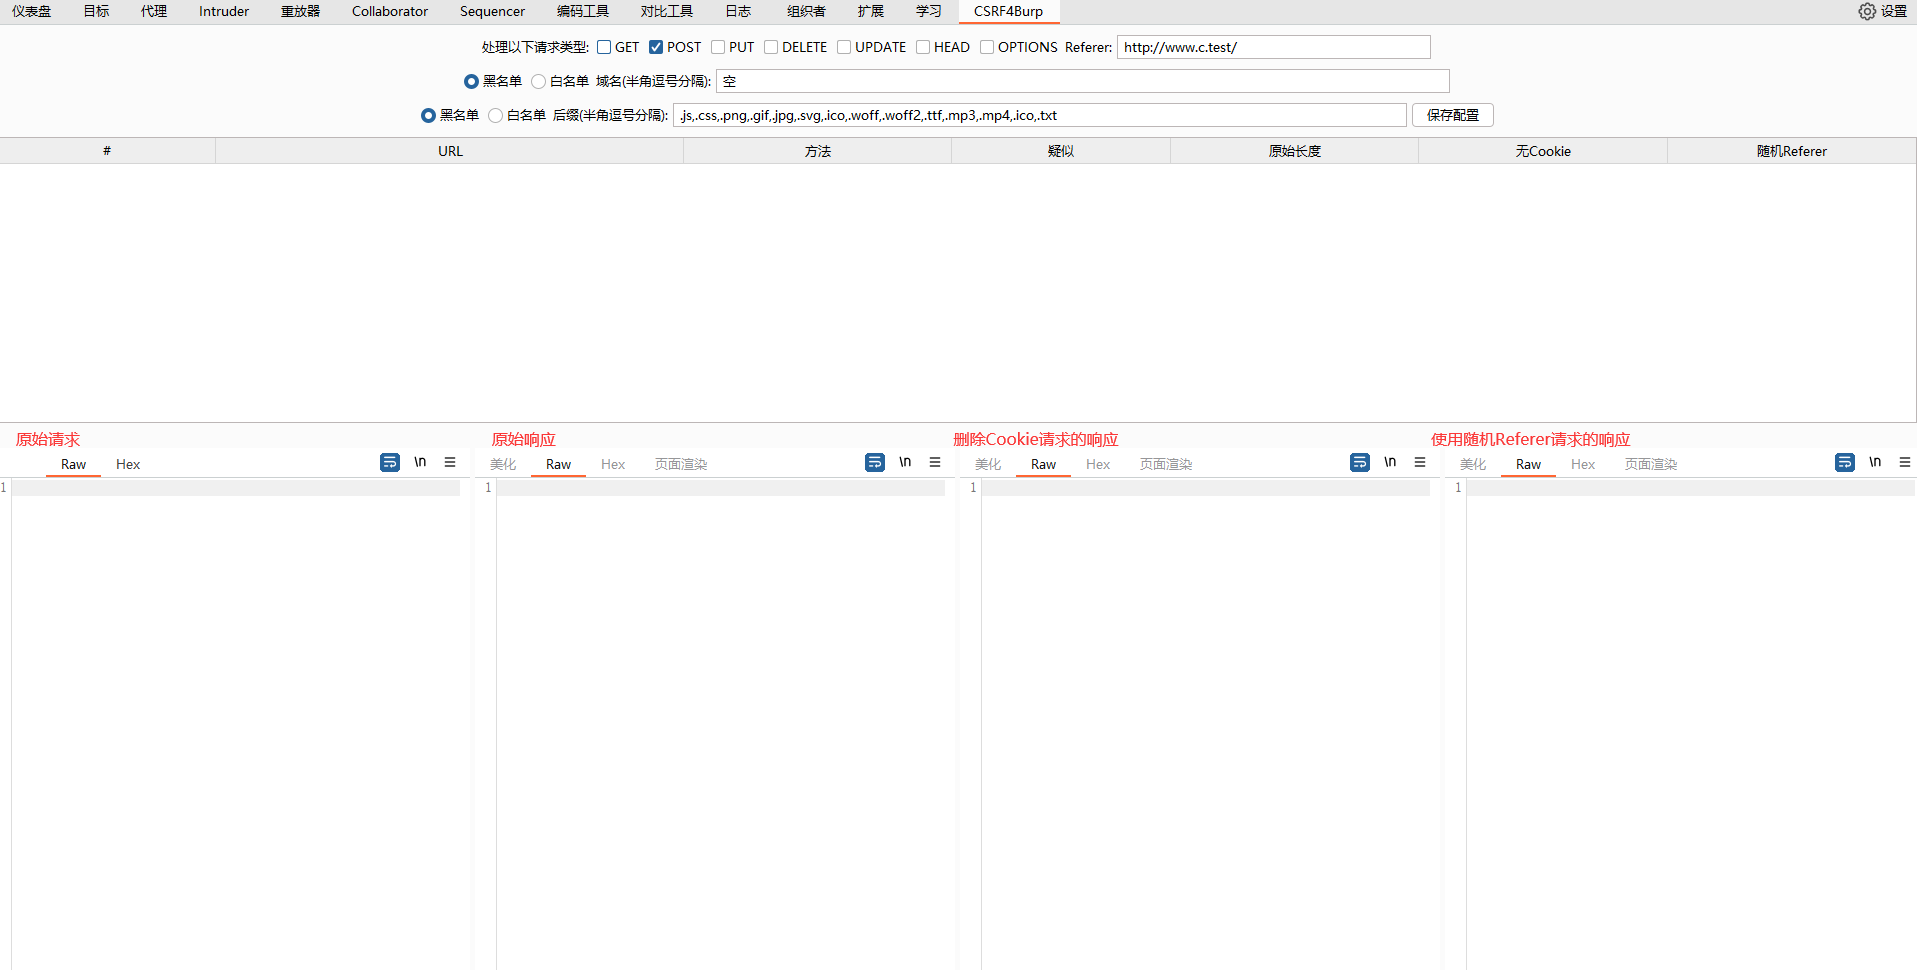 仪表盘 目标 代理 Intruder 重放器 Collaborator Sequencer 编码工具 对比工具 日志 组织者 扩展 学习 CSRF4Burp 设置
处理以下请求类型: GET POST PUT DELETE UPDATE HEAD OPTIONS Referer: http://www.c.test/
黑名单 白名单 域名(半角逗号分隔): 空
黑名单 白名单 后缀(半角逗号分隔): .js,.css,.png,.gif,.jpg,.svg,.ico,.woff,.woff2,.ttf,.mp3,.mp4,.ico,.txt 保存配置
# URL 方法 疑似 原始长度 无Cookie 随机Referer
原始请求 原始响应 删除Cookie请求的响应 使用随机Referer请求的响应
Raw Hex \n 美化 Raw Hex 页面渲染 \n 美化 Raw Hex 页面渲染 \n 美化 Raw Hex 页面渲染 \n
1 1 1 1